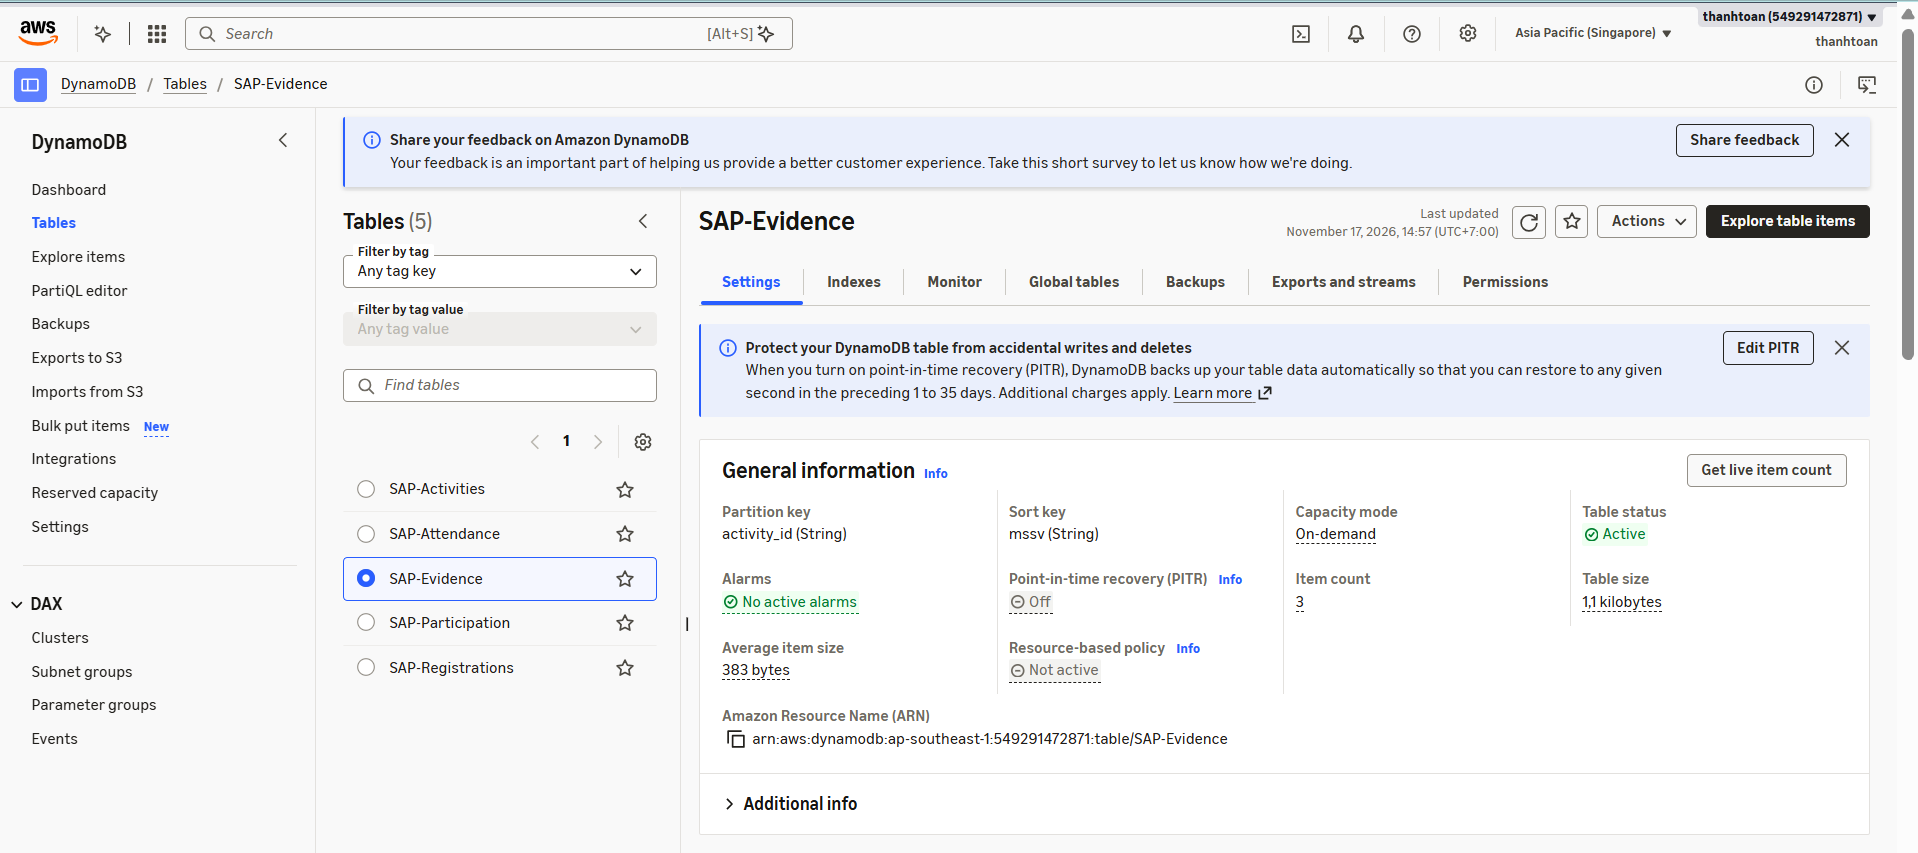 aws
Search
[Alt+S]
Asia Pacific (Singapore)
thanhtoan (549291472871)
thanhtoan
DynamoDB / Tables / SAP-Evidence
DynamoDB
Dashboard
Tables
Explore items
PartiQL editor
Backups
Exports to S3
Imports from S3
Bulk put items New
Integrations
Reserved capacity
Settings
DAX
Clusters
Subnet groups
Parameter groups
Events
Share your feedback on Amazon DynamoDB
Your feedback is an important part of helping us provide a better customer experience. Take this short survey to let us know how we're doing.
Share feedback
Tables (5)
Filter by tag
Any tag key
Filter by tag value
Any tag value
Find tables
1
SAP-Activities
SAP-Attendance
SAP-Evidence
SAP-Participation
SAP-Registrations
SAP-Evidence
Last updated
November 17, 2026, 14:57 (UTC+7:00)
Actions
Explore table items
Settings
Indexes
Monitor
Global tables
Backups
Exports and streams
Permissions
Protect your DynamoDB table from accidental writes and deletes
When you turn on point-in-time recovery (PITR), DynamoDB backs up your table data automatically so that you can restore to any given
second in the preceding 1 to 35 days. Additional charges apply. Learn more
Edit PITR
General information Info
Get live item count
Partition key
activity_id (String)
Sort key
mssv (String)
Capacity mode
On-demand
Table status
Active
Alarms
No active alarms
Point-in-time recovery (PITR) Info
Off
Item count
3
Table size
1,1 kilobytes
Average item size
383 bytes
Resource-based policy Info
Not active
Amazon Resource Name (ARN)
arn:aws:dynamodb:ap-southeast-1:549291472871:table/SAP-Evidence
Additional info